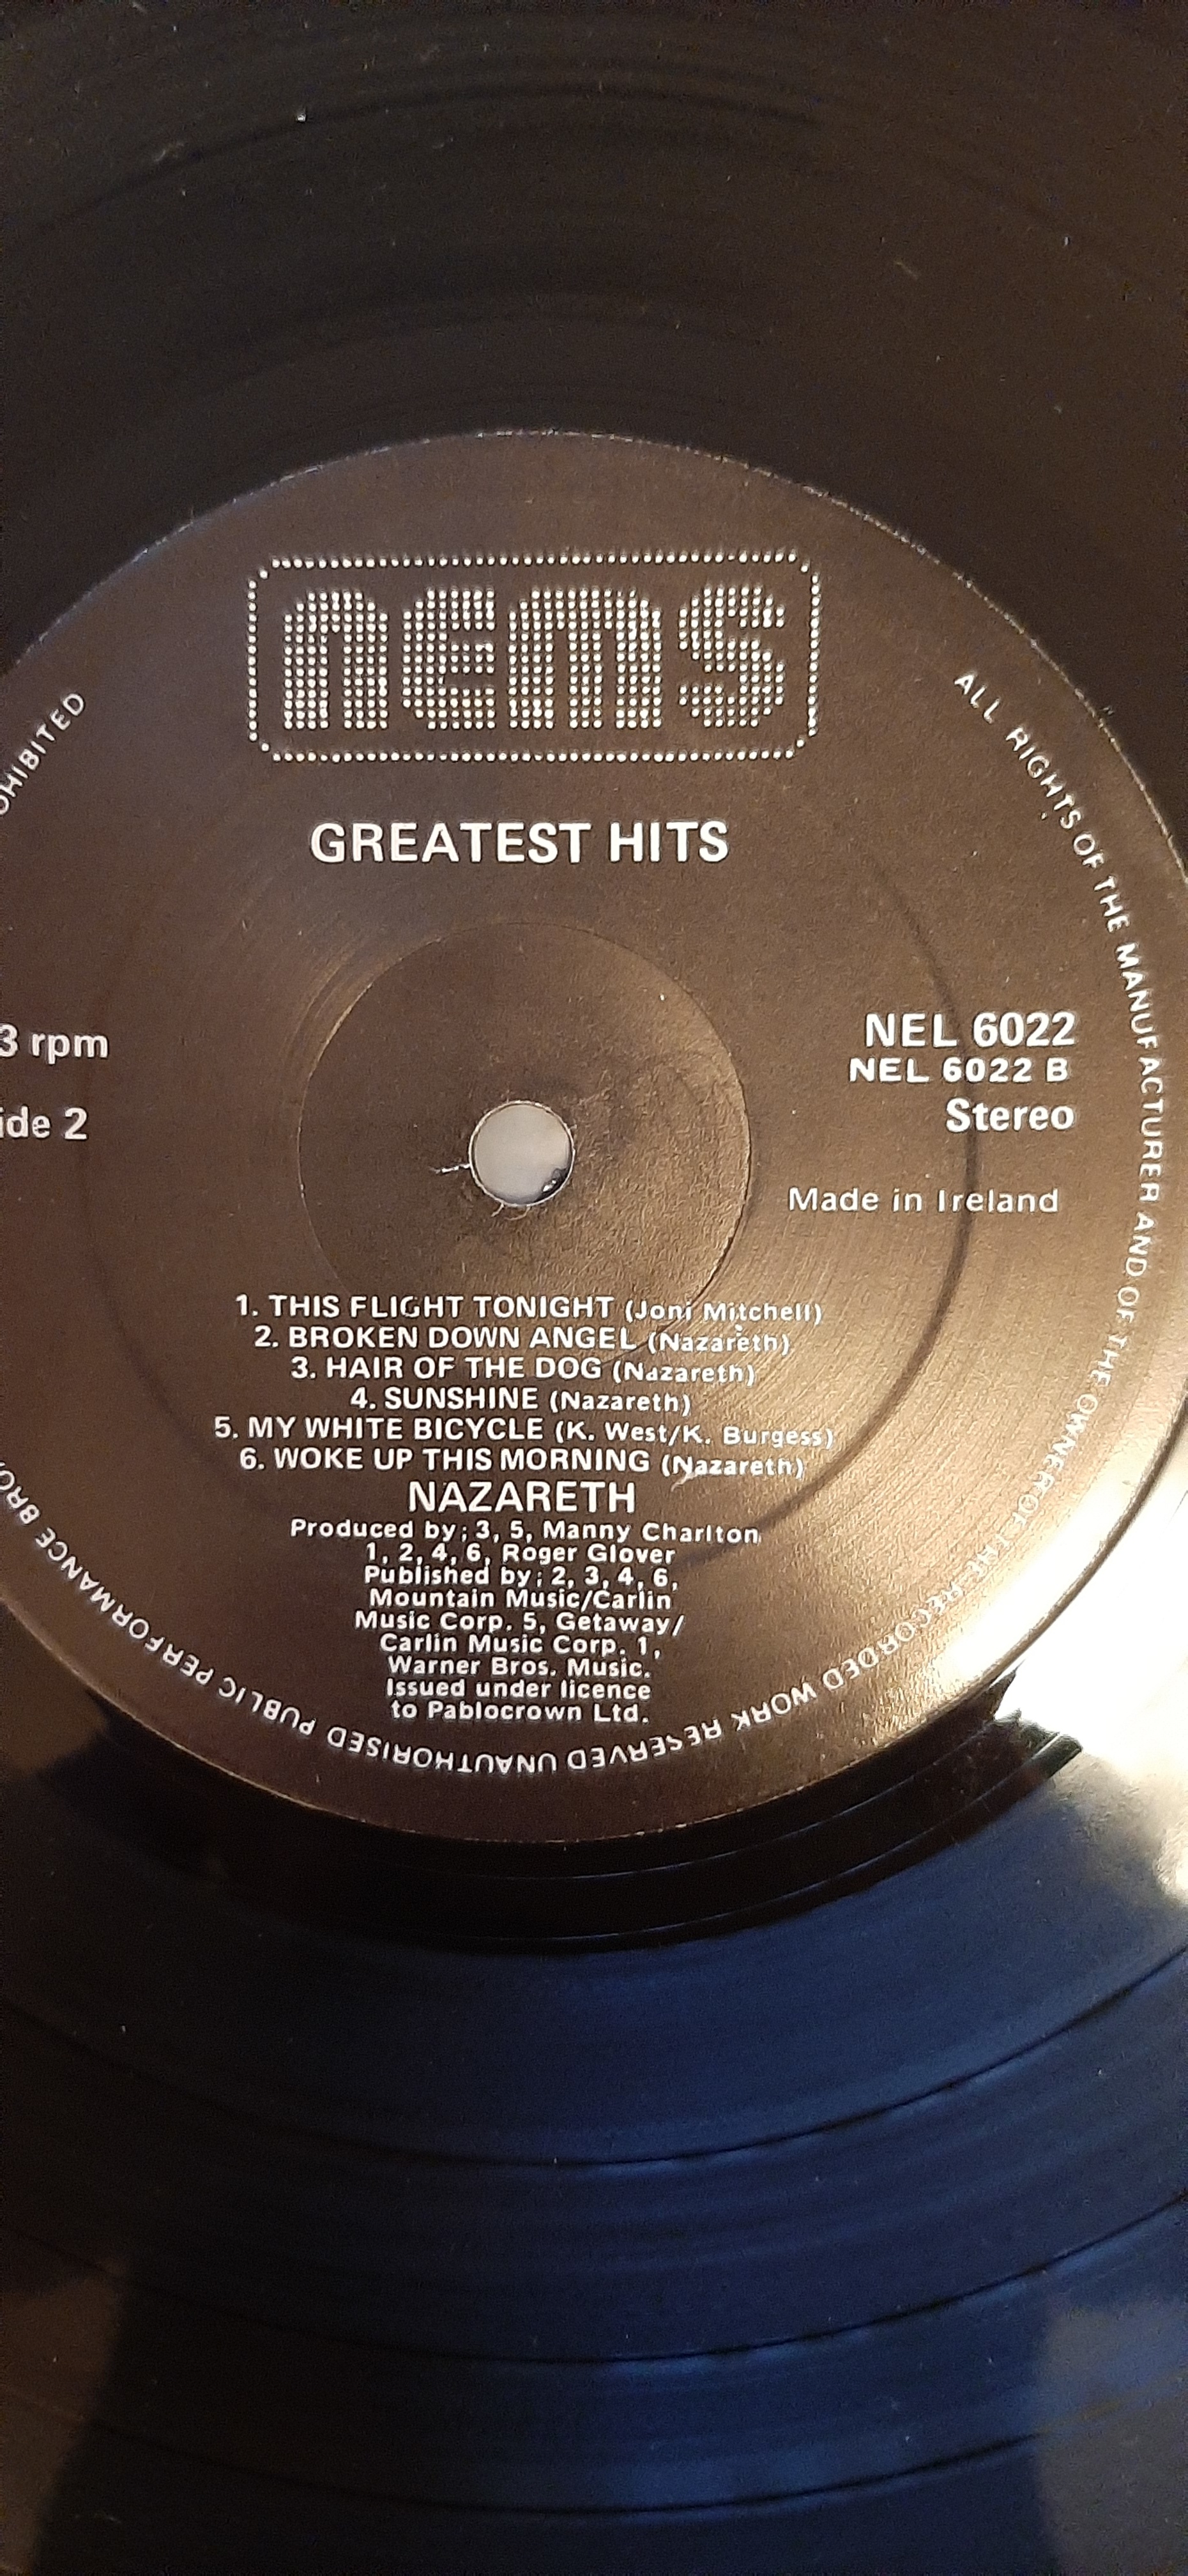 nems
GREATEST HITS
3 rpm
ide 2
NEL 6022
NEL 6022 B
Stereo
Made in Ireland
1. THIS FLIGHT TONIGHT (Joni Mitchell)
2. BROKEN DOWN ANGEL (Nazareth),
3. HAIR OF THE DOG (Nazareth)
4. SUNSHINE (Nazareth)
5. MY WHITE BICYCLE (K. West/K. Burgess)
6. WOKE UP THIS MORNING (Nazareth)
NAZARETH
Produced by; 3, 5, Manny Charlton
1, 2, 4, 6, Roger Glover
Published by; 2, 3, 4, 6,
Mountain Music/Carlin
Music Corp. 5, Getaway/
Carlin Music Corp. 1,
Warner Bros. Music.
Issued under licence
to Pablocrown Ltd.
ALL RIGHTS OF THE MANUFACTURER AND OF THE OWNER OF THE RECORDED WORK RESERVED UNAUTHORISED PUBLIC PERFORMANCE BRO
OHIBITED